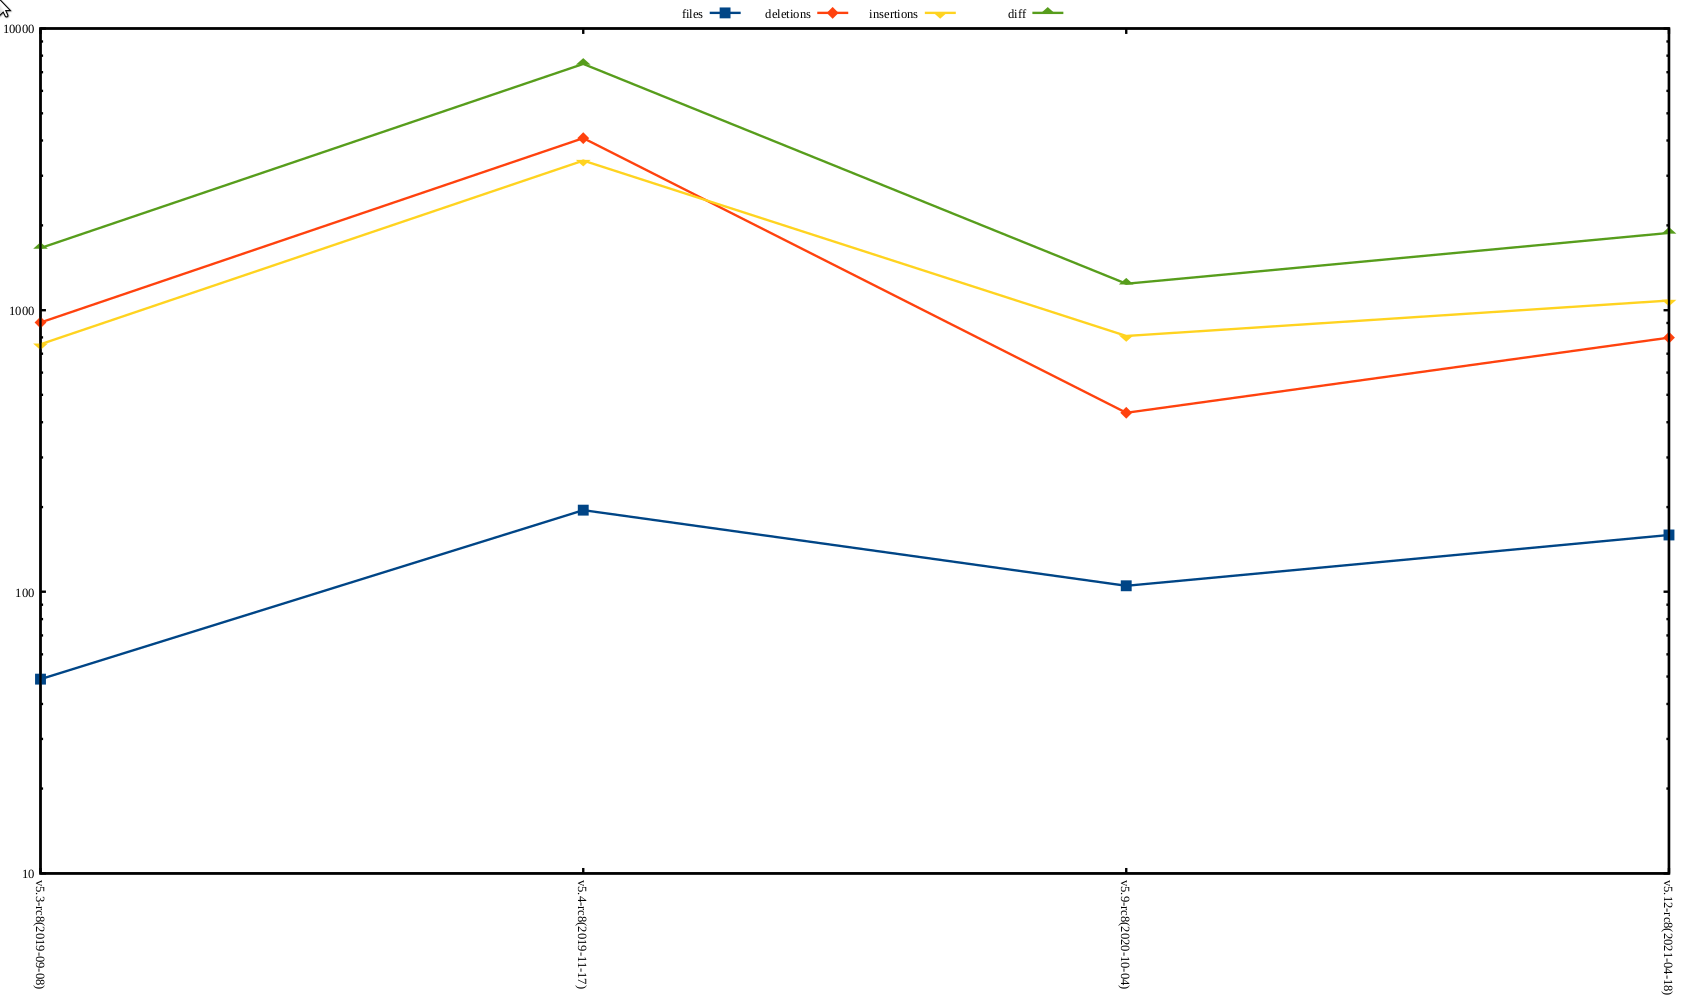 files deletions insertions diff
10000
1000
100
10
v5.3-rc8(2019-09-08)
v5.4-rc8(2019-11-17)
v5.9-rc8(2020-10-04)
v5.12-rc8(2021-04-18)